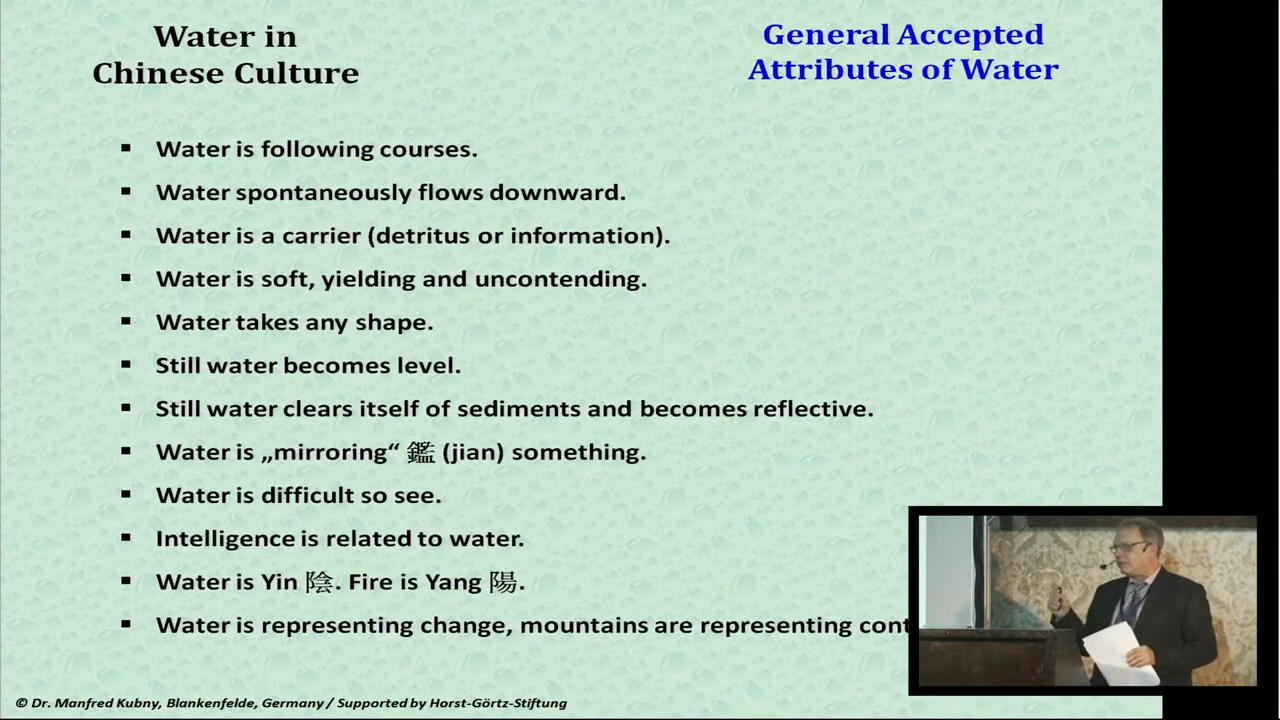 Water in
Chinese Culture
General Accepted
Attributes of Water
▪ Water is following courses.
▪ Water spontaneously flows downward.
▪ Water is a carrier (detritus or information).
▪ Water is soft, yielding and uncontending.
▪ Water takes any shape.
▪ Still water becomes level.
▪ Still water clears itself of sediments and becomes reflective.
▪ Water is „mirroring“ 鑑 (jian) something.
▪ Water is difficult so see.
▪ Intelligence is related to water.
▪ Water is Yin 陰. Fire is Yang 陽.
▪ Water is representing change, mountains are representing cont
© Dr. Manfred Kubny, Blankenfelde, Germany / Supported by Horst-Görtz-Stiftung